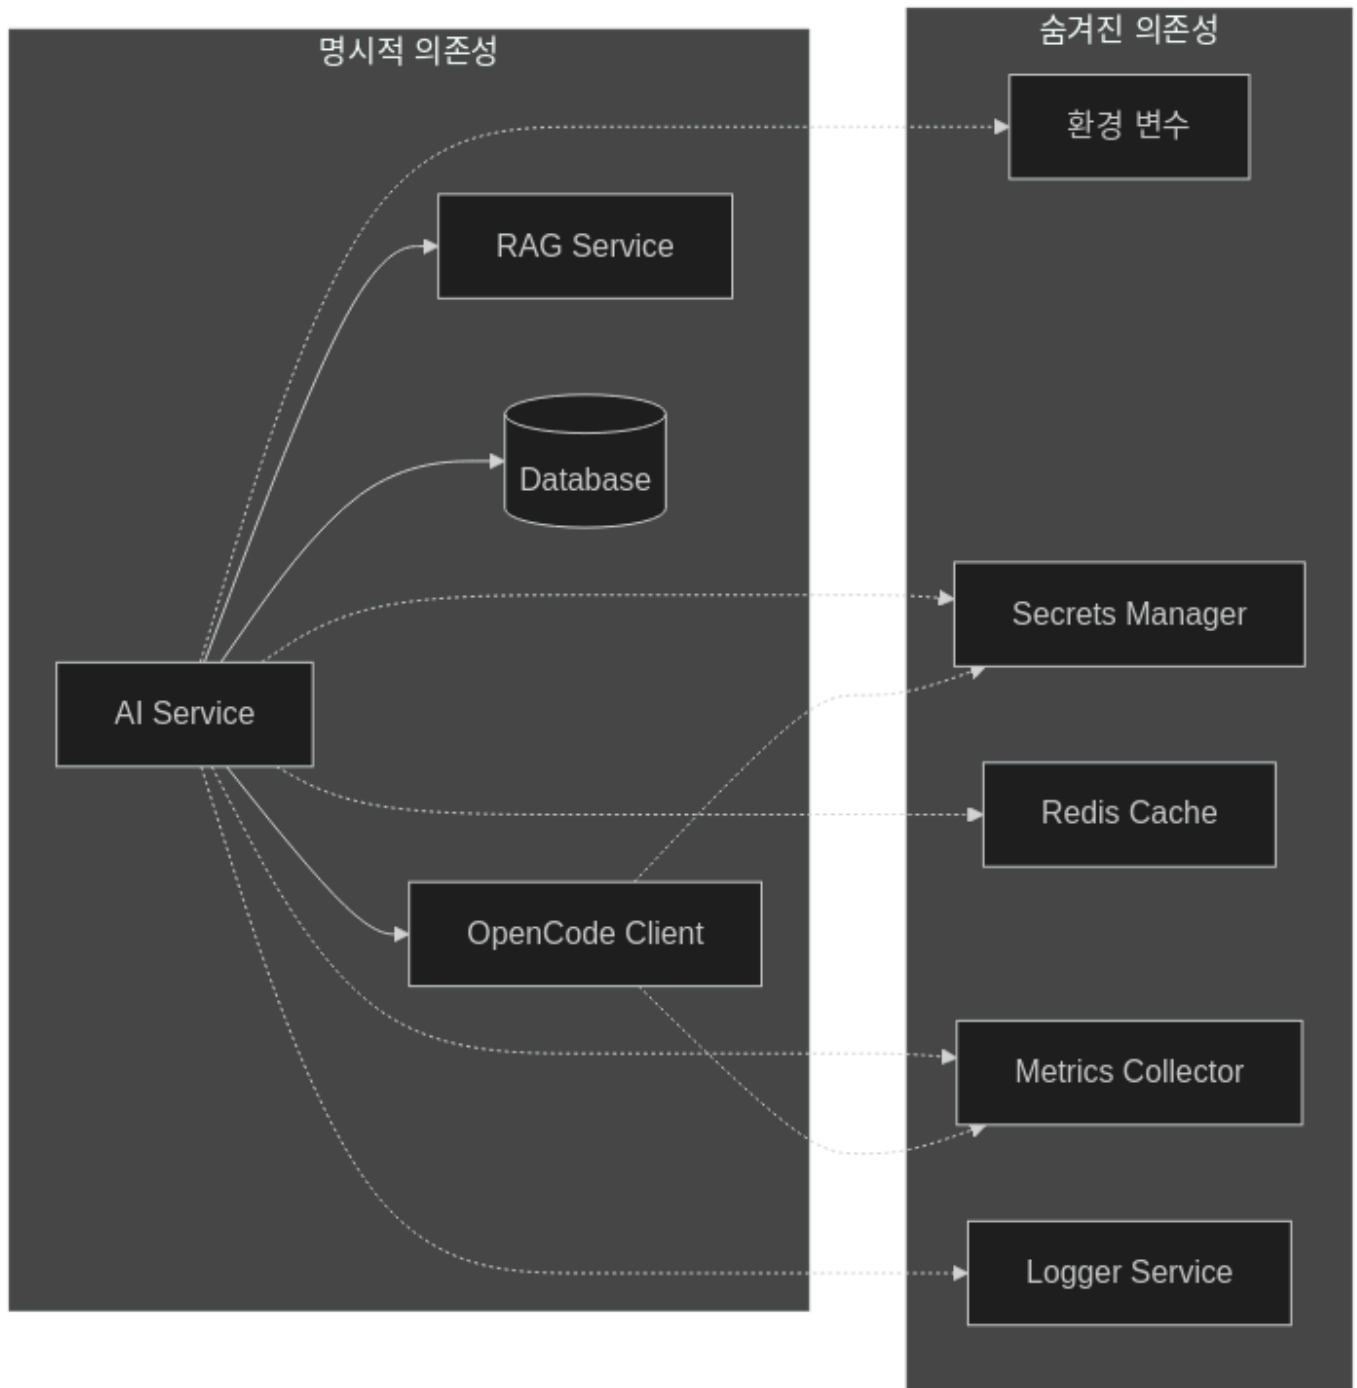 명시적 의존성
RAG Service
Database
AI Service
OpenCode Client
숨겨진 의존성
환경 변수
Secrets Manager
Redis Cache
Metrics Collector
Logger Service